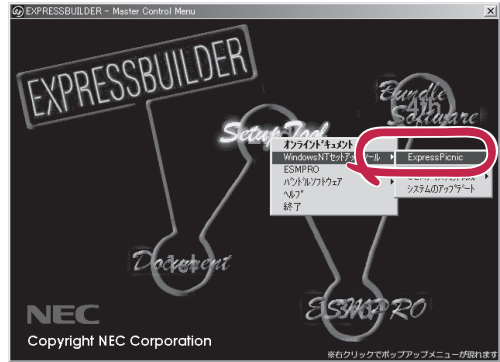 EXPRESSBUILDER - Master Control Menu
EXPRESSBUILDER
Bundle
Software
4th
Setup Tool
オンラインドキュメント
WindowsNTセットアップツール
ExpressPicnic
ESMPRO
バンドルソフトウェア
システムのアップデート
ヘルプ
終了
Document
ESMPRO
NEC
Copyright NEC Corporation
※右クリックでポップアップメニューが現れます